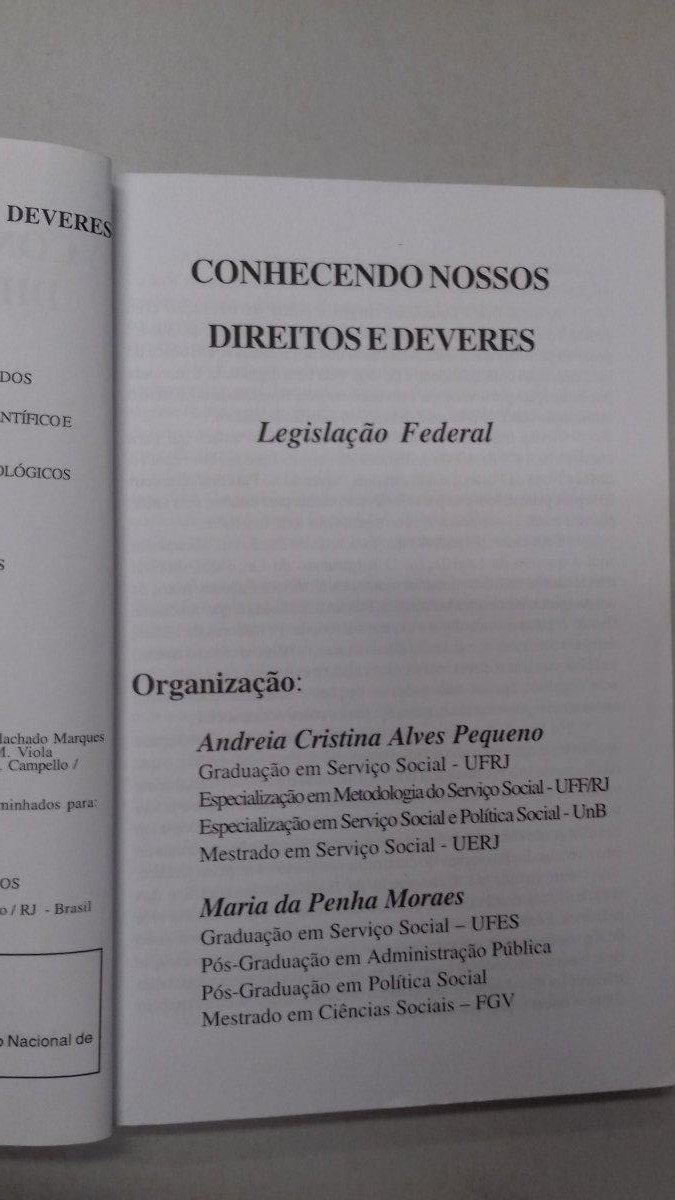 DEVERES
DOS
NTÍFICO E
OLÓGICOS
S
Machado Marques
M. Viola
. Campello /
minhados para:
OS
o / RJ - Brasil
o Nacional de
CONHECENDO NOSSOS
DIREITOS E DEVERES
Legislação Federal
Organização:
Andreia Cristina Alves Pequeno
Graduação em Serviço Social - UFRJ
Especialização em Metodologia do Serviço Social - UFF/RJ
Especialização em Serviço Social e Política Social - UnB
Mestrado em Serviço Social - UERJ
Maria da Penha Moraes
Graduação em Serviço Social – UFES
Pós-Graduação em Administração Pública
Pós-Graduação em Política Social
Mestrado em Ciências Sociais – FGV